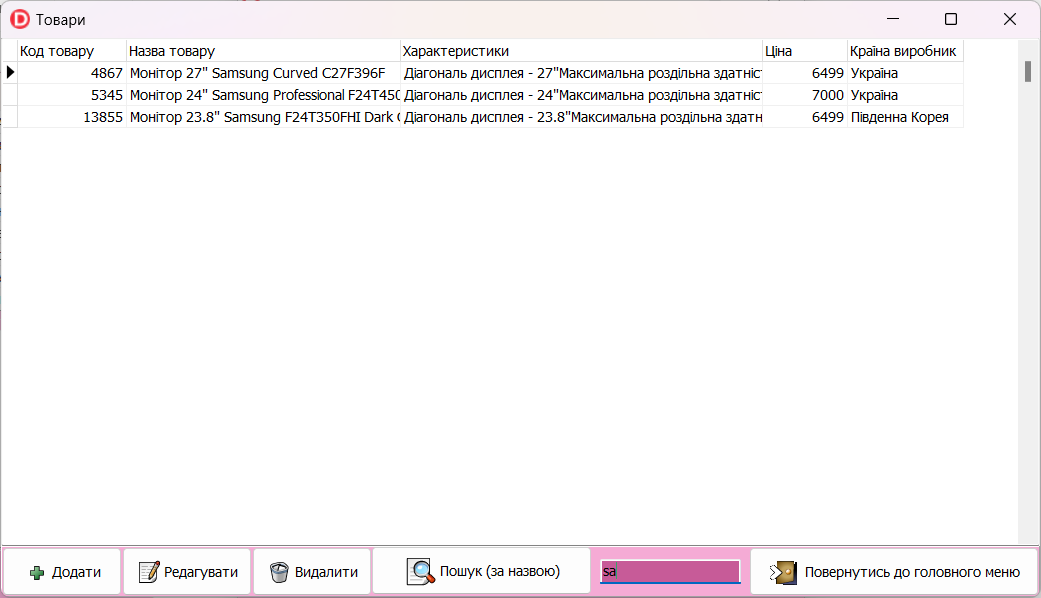 Товари
Код товару Назва товару Характеристики Ціна Країна виробник
4867 Монітор 27" Samsung Curved C27F396F Діагональ дисплея - 27"Максимальна роздільна здатніст 6499 Україна
5345 Монітор 24" Samsung Professional F24T450 Діагональ дисплея - 24"Максимальна роздільна здатніст 7000 Україна
13855 Монітор 23.8" Samsung F24T350FHI Dark G Діагональ дисплея - 23.8"Максимальна роздільна здатн 6499 Південна Корея
Додати Редагувати Видалити Пошук (за назвою) sa Повернутись до головного меню